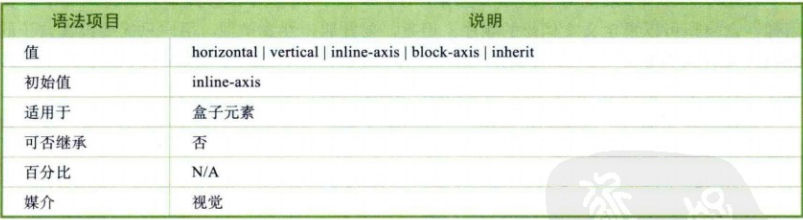 语法项目 说明
值 horizontal | vertical | inline-axis | block-axis | inherit
初始值 inline-axis
适用于 盒子元素
可否继承 否
百分比 N/A
媒介 视觉